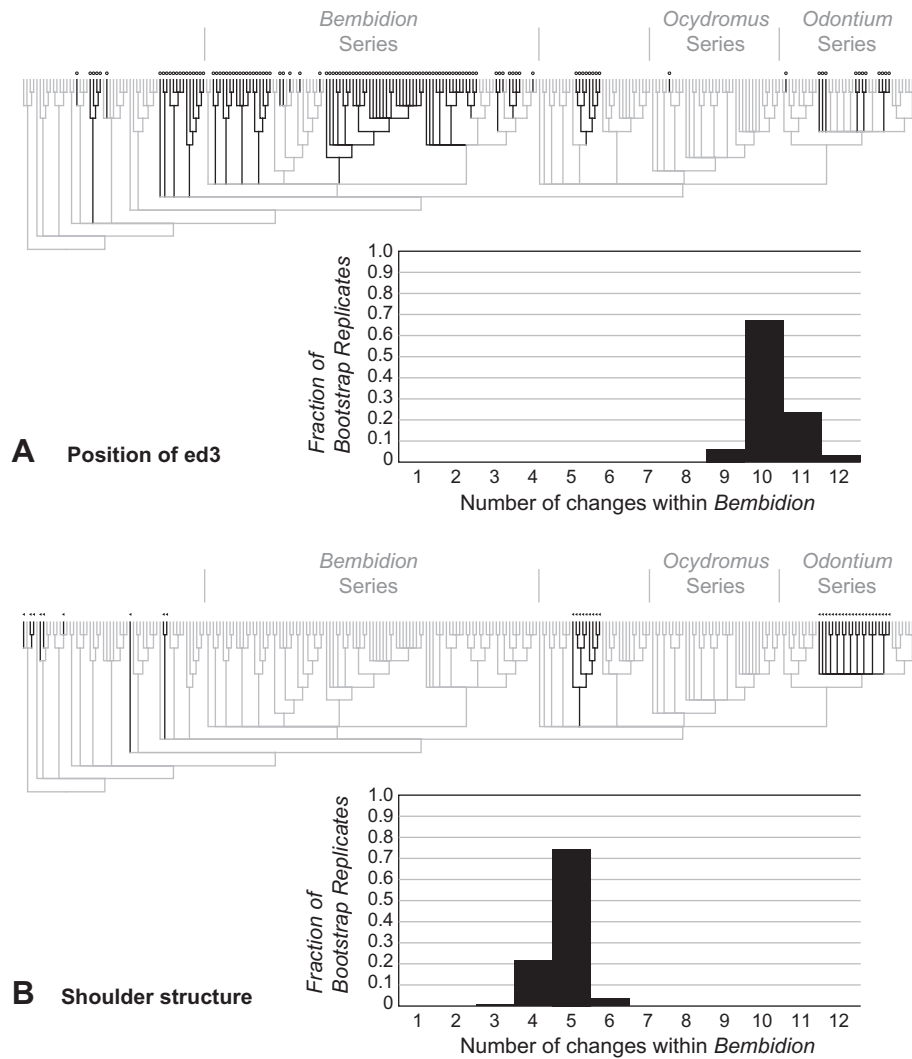 Bembidion Series
Ocydromus Series
Odontium Series
Fraction of
Bootstrap Replicates
1.0
0.9
0.8
0.7
0.6
0.5
0.4
0.3
0.2
0.1
0
1 2 3 4 5 6 7 8 9 10 11 12
Number of changes within Bembidion
A Position of ed3
Bembidion Series
Ocydromus Series
Odontium Series
Fraction of
Bootstrap Replicates
1.0
0.9
0.8
0.7
0.6
0.5
0.4
0.3
0.2
0.1
0
1 2 3 4 5 6 7 8 9 10 11 12
Number of changes within Bembidion
B Shoulder structure